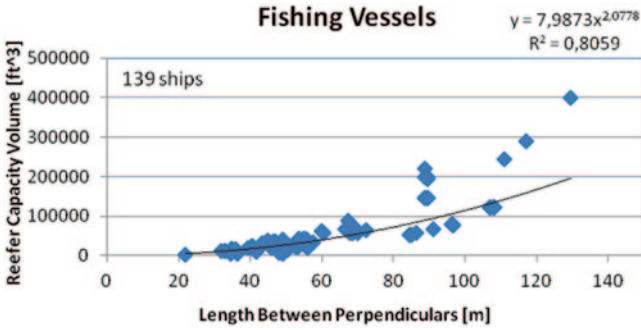 Fishing Vessels
y = 7,9873x^2,0778
R² = 0,8059
139 ships
Reefer Capacity Volume [ft^3]
500000
400000
300000
200000
100000
0
0 20 40 60 80 100 120 140
Length Between Perpendiculars [m]